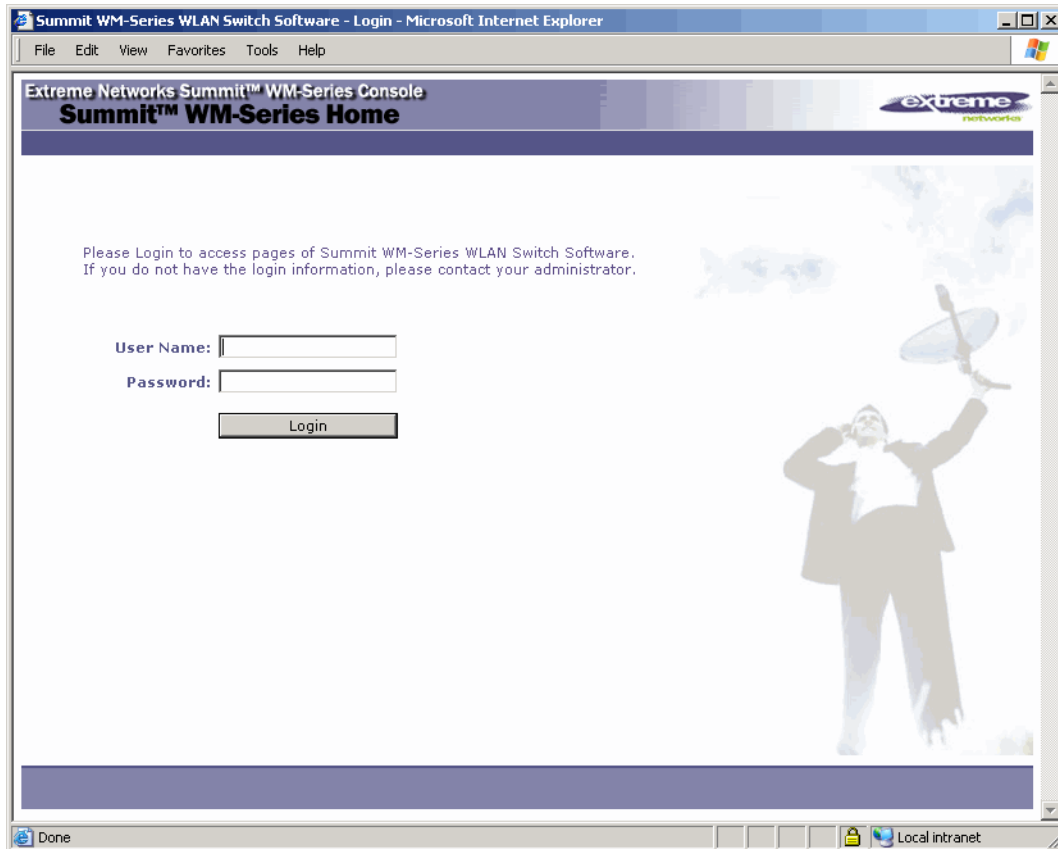 Summit WM-Series WLAN Switch Software - Login - Microsoft Internet Explorer
File Edit View Favorites Tools Help
Extreme Networks Summit™ WM-Series Console
Summit™ WM-Series Home
extreme
networks
Please Login to access pages of Summit WM-Series WLAN Switch Software.
If you do not have the login information, please contact your administrator.
User Name:
Password:
Login
Done
Local intranet